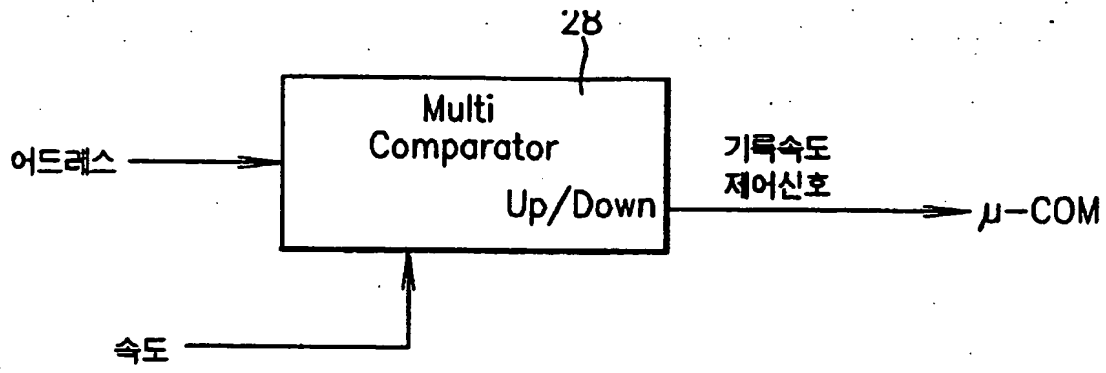 28
Multi
Comparator
어드레스
기록속도
제어신호
Up/Down
μ-COM
속도